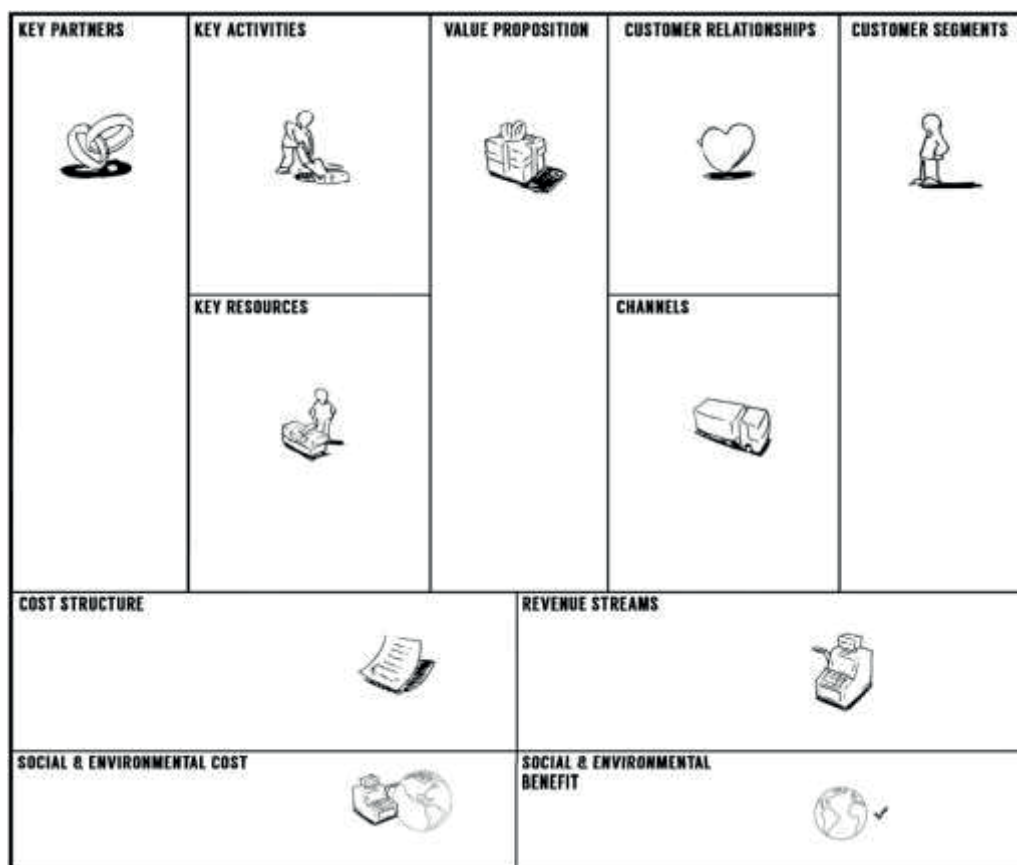 KEY PARTNERS
KEY ACTIVITIES
VALUE PROPOSITION
CUSTOMER RELATIONSHIPS
CUSTOMER SEGMENTS
KEY RESOURCES
CHANNELS
COST STRUCTURE
REVENUE STREAMS
SOCIAL & ENVIRONMENTAL COST
SOCIAL & ENVIRONMENTAL
BENEFIT